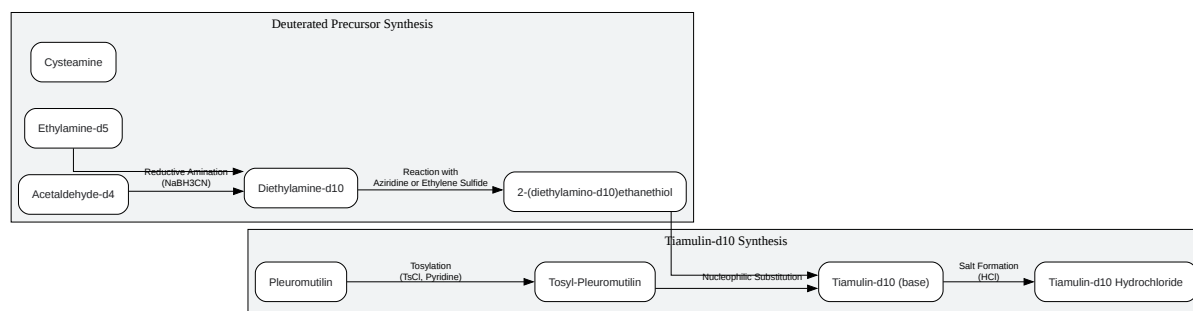 Deuterated Precursor Synthesis
Cysteamine
Ethylamine-d5
Acetaldehyde-d4
Reductive Amination
(NaBH3CN)
Diethylamine-d10
Reaction with
Aziridine or Ethylene Sulfide
2-(diethylamino-d10)ethanethiol
Tiamulin-d10 Synthesis
Pleuromutilin
Tosylation
(TsCl, Pyridine)
Tosyl-Pleuromutilin
Nucleophilic Substitution
Tiamulin-d10 (base)
Salt Formation
(HCl)
Tiamulin-d10 Hydrochloride